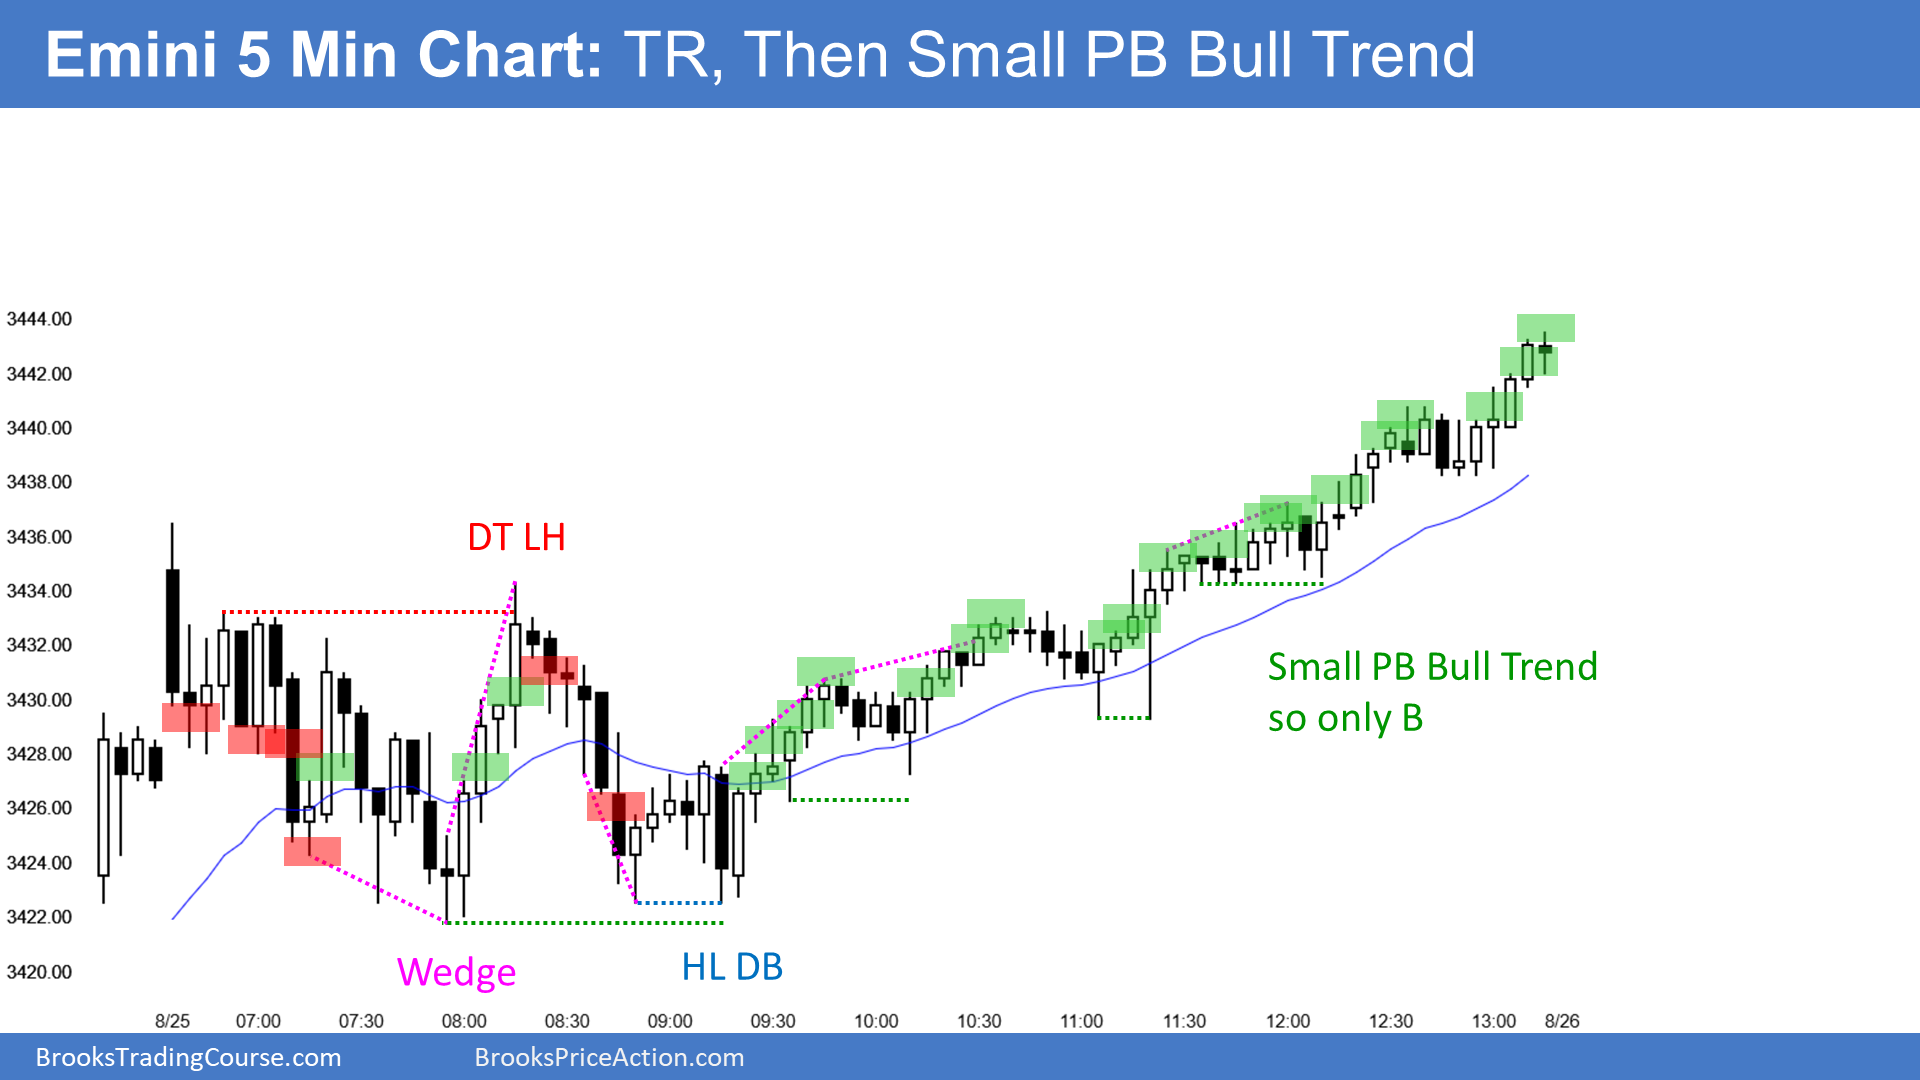 Emini 5 Min Chart: TR, Then Small PB Bull Trend
3444.00
3442.00
3440.00
3438.00
3436.00
3434.00
3432.00
3430.00
3428.00
3426.00
3424.00
3422.00
3420.00
DT LH
Small PB Bull Trend
so only B
Wedge
HL DB
8/25 07:00 07:30 08:00 08:30 09:00 09:30 10:00 10:30 11:00 11:30 12:00 12:30 13:00 8/26
BrooksTradingCourse.com BrooksPriceAction.com